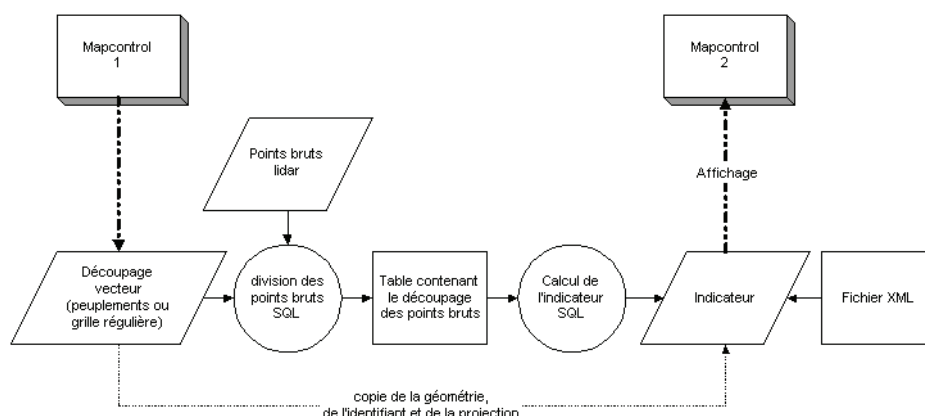 Mapcontrol
1
Mapcontrol
2
Points bruts
lidar
Affichage
Découpage
vecteur
(peuplements ou
grille régulière)
division des
points bruts
SQL
Table contenant
le découpage
des points bruts
Calcul de
l'indicateur
SQL
Indicateur
Fichier XML
copie de la géométrie,
de l'identifiant et de la projection